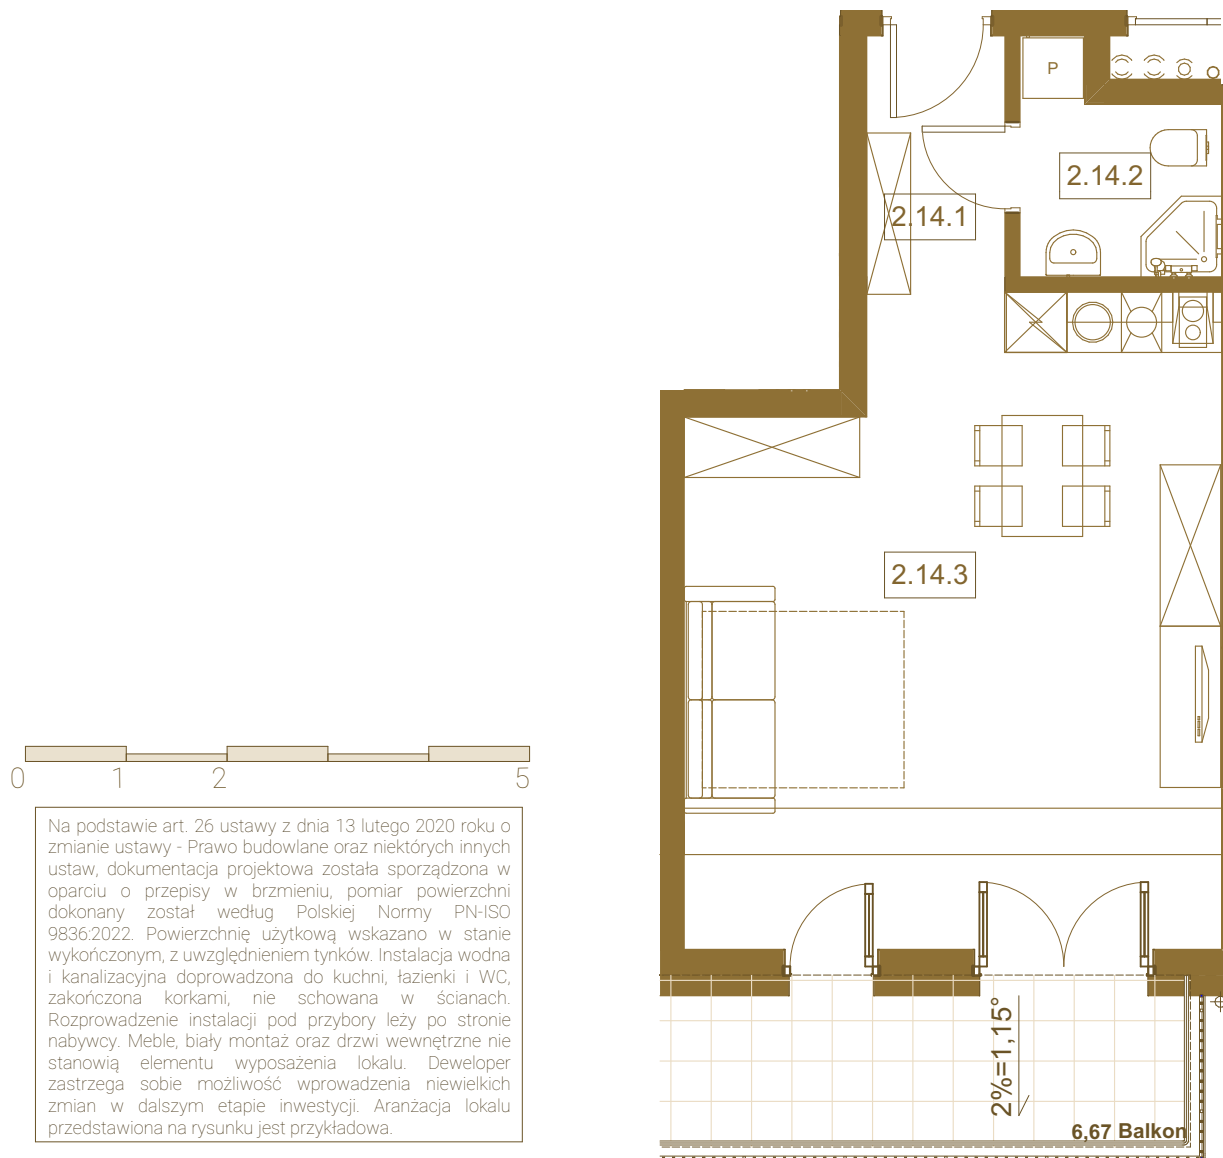 P
2.14.2
2.14.1
2.14.3
0 1 2 5
Na podstawie art. 26 ustawy z dnia 13 lutego 2020 roku o
zmianie ustawy - Prawo budowlane oraz niektórych innych
ustaw, dokumentacja projektowa została sporządzona w
oparciu o przepisy w brzmieniu, pomiar powierzchni
dokonany został według Polskiej Normy PN-ISO
9836:2022. Powierzchnię użytkową wskazano w stanie
wykończonym, z uwzględnieniem tynków. Instalacja wodna
i kanalizacyjna doprowadzona do kuchni, łazienki i WC,
zakończona korkami, nie schowana w ścianach.
Rozprowadzenie instalacji pod przybory leży po stronie
nabywcy. Meble, biały montaż oraz drzwi wewnętrzne nie
stanowią elementu wyposażenia lokalu. Deweloper
zastrzega sobie możliwość wprowadzenia niewielkich
zmian w dalszym etapie inwestycji. Aranżacja lokalu
przedstawiona na rysunku jest przykładowa.
2%=1,15°
6,67 Balkon